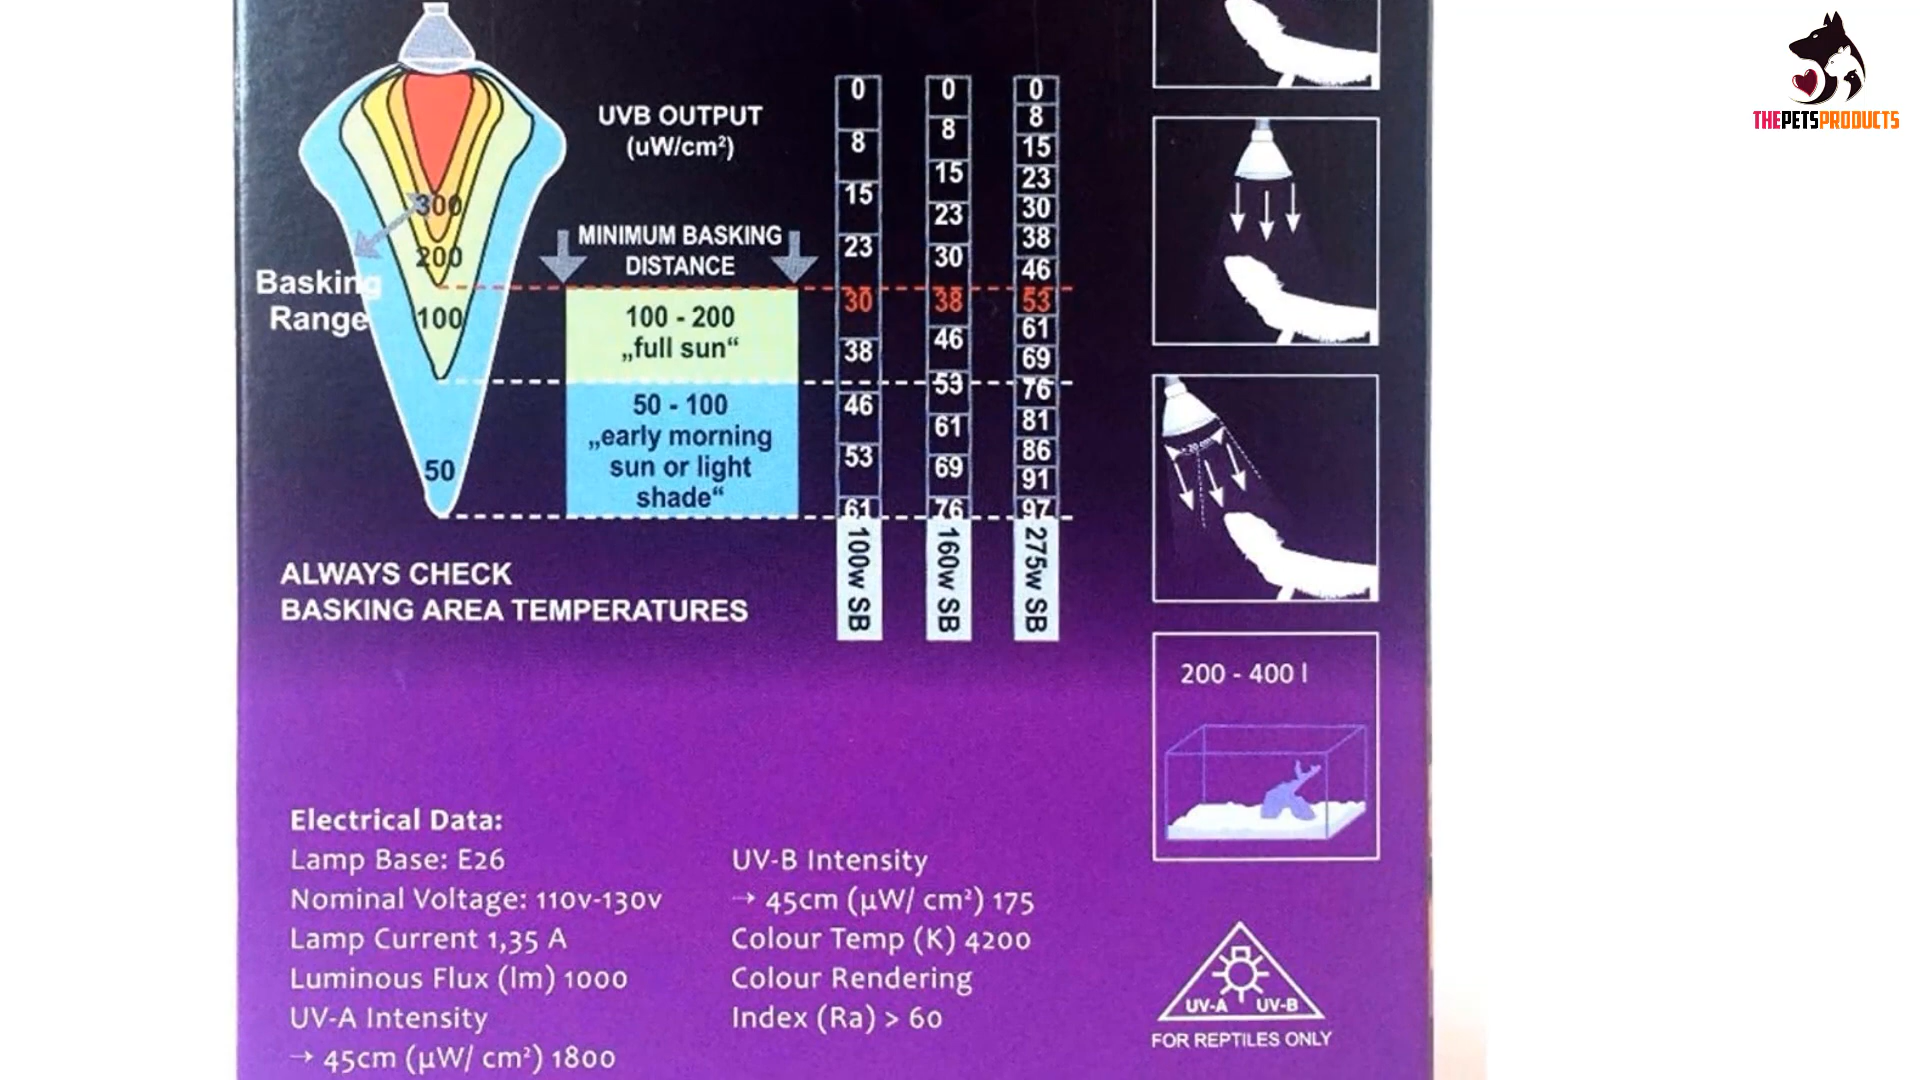 THEPETSPRODUCTS
UVB OUTPUT
(uW/cm²)
MINIMUM BASKING
DISTANCE
Basking
Range
300
200
100
50
100 - 200
„full sun“
50 - 100
„early morning
sun or light
shade“
0
8
15
23
30
38
46
53
61
100w SB
0
8
15
23
30
38
46
53
61
69
76
160w SB
0
8
15
23
30
38
46
53
61
69
76
81
86
91
97
275w SB
ALWAYS CHECK
BASKING AREA TEMPERATURES
200 - 400 l
Electrical Data:
Lamp Base: E26
Nominal Voltage: 110v-130v
Lamp Current 1,35 A
Luminous Flux (lm) 1000
UV-A Intensity
→ 45cm (µW/ cm²) 1800
UV-B Intensity
→ 45cm (µW/ cm²) 175
Colour Temp (K) 4200
Colour Rendering
Index (Ra) > 60
UV-A UV-B
FOR REPTILES ONLY